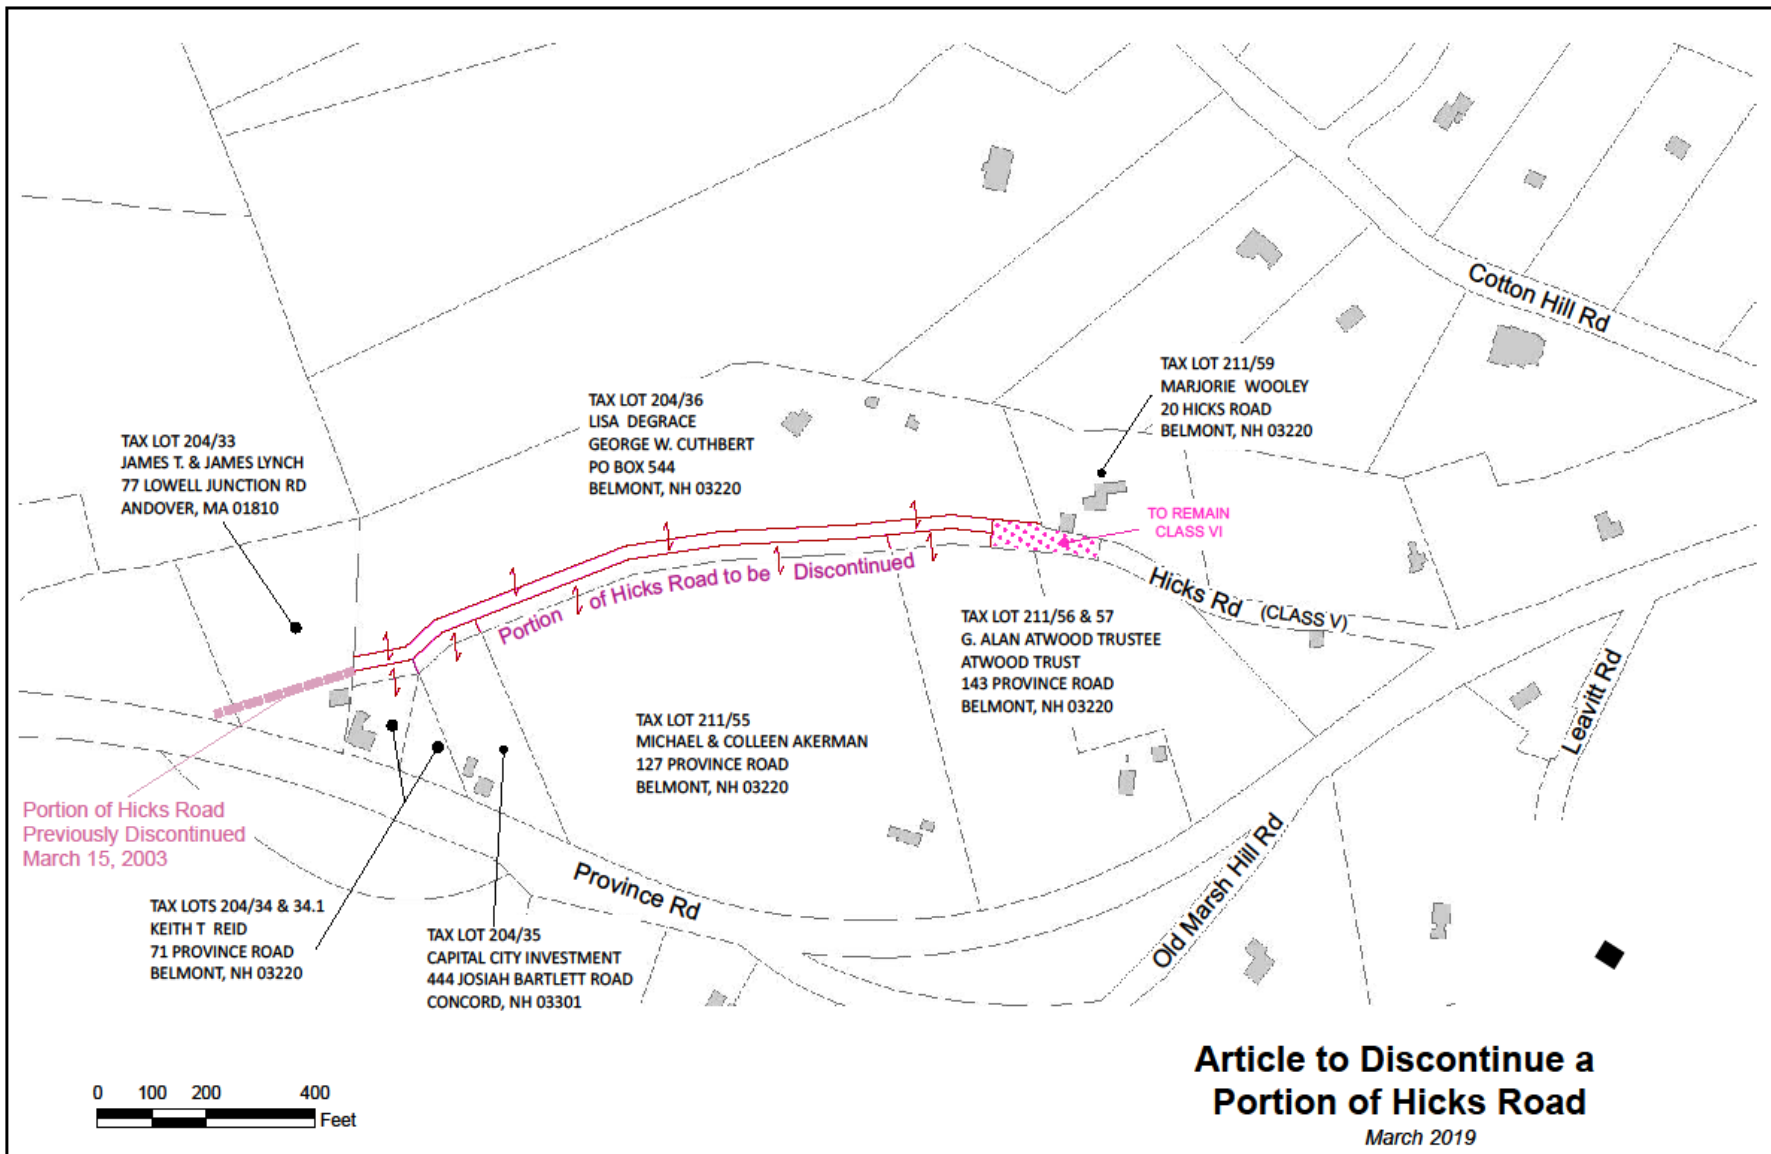 Cotton Hill Rd
TAX LOT 211/59
MARJORIE WOOLEY
20 HICKS ROAD
BELMONT, NH 03220
TAX LOT 204/36
LISA DEGRACE
GEORGE W. CUTHBERT
PO BOX 544
BELMONT, NH 03220
TAX LOT 204/33
JAMES T. & JAMES LYNCH
77 LOWELL JUNCTION RD
ANDOVER, MA 01810
TO REMAIN
CLASS VI
Portion of Hicks Road to be Discontinued
Hicks Rd (CLASS V)
TAX LOT 211/56 & 57
G. ALAN ATWOOD TRUSTEE
ATWOOD TRUST
143 PROVINCE ROAD
BELMONT, NH 03220
Leavitt Rd
TAX LOT 211/55
MICHAEL & COLLEEN AKERMAN
127 PROVINCE ROAD
BELMONT, NH 03220
Portion of Hicks Road
Previously Discontinued
March 15, 2003
Province Rd
Old Marsh Hill Rd
TAX LOTS 204/34 & 34.1
KEITH T REID
71 PROVINCE ROAD
BELMONT, NH 03220
TAX LOT 204/35
CAPITAL CITY INVESTMENT
444 JOSIAH BARTLETT ROAD
CONCORD, NH 03301
0 100 200 400
Feet
Article to Discontinue a
Portion of Hicks Road
March 2019